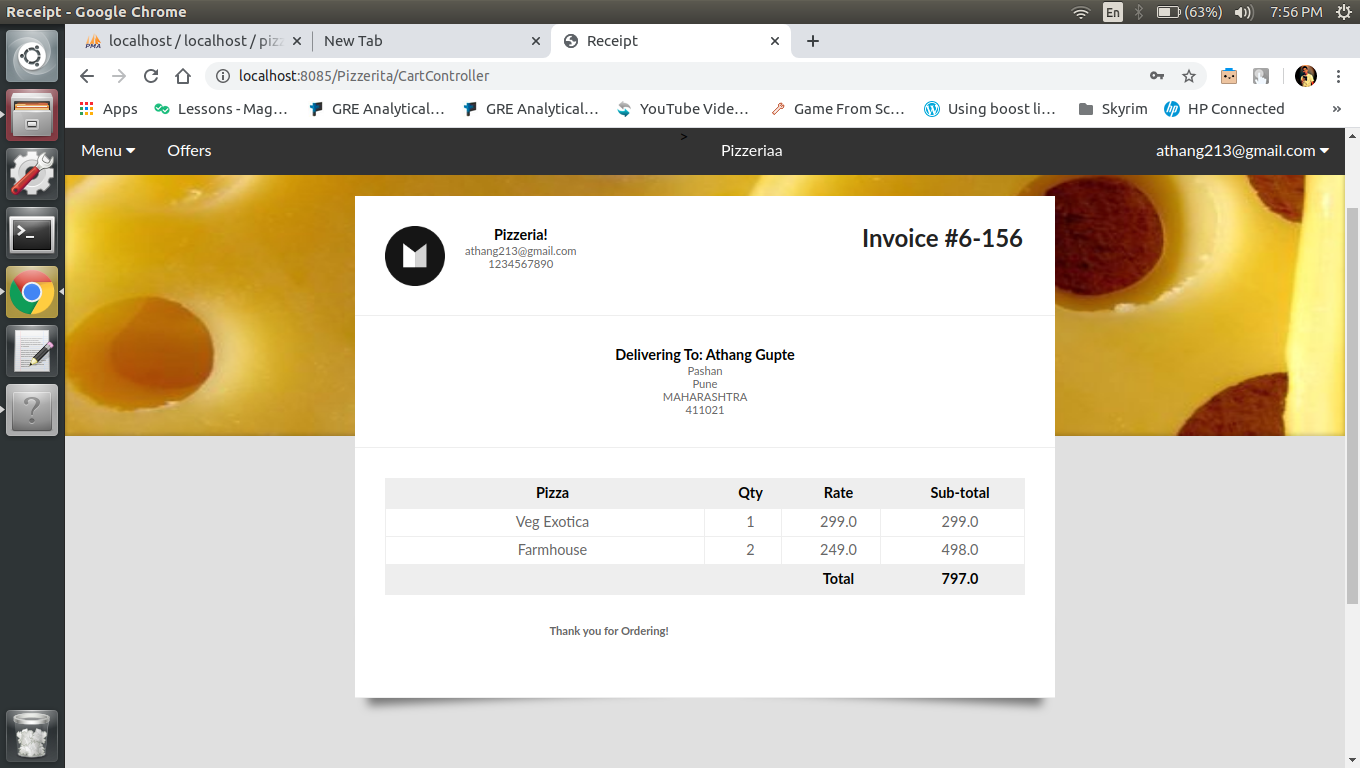 Receipt - Google Chrome
En
(63%)
7:56 PM
PMA localhost / localhost / pizz
New Tab
Receipt
localhost:8085/Pizzerita/CartController
Apps
Lessons - Mag...
GRE Analytical...
GRE Analytical...
YouTube Vide...
Game From Sc...
Using boost li...
Skyrim
hp HP Connected
»
>
Menu
Offers
Pizzeriaa
athang213@gmail.com
Pizzeria!
athang213@gmail.com
1234567890
Invoice #6-156
Delivering To: Athang Gupte
Pashan
Pune
MAHARASHTRA
411021
Pizza Qty Rate Sub-total
Veg Exotica 1 299.0 299.0
Farmhouse 2 249.0 498.0
Total 797.0
Thank you for Ordering!